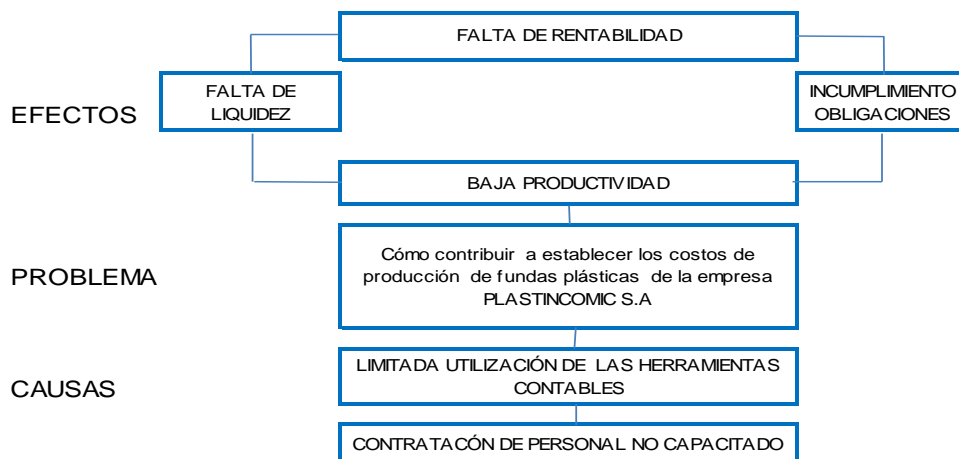 FALTA DE RENTABILIDAD
EFECTOS
FALTA DE
LIQUIDEZ
INCUMPLIMIENTO
OBLIGACIONES
BAJA PRODUCTIVIDAD
PROBLEMA
Cómo contribuir a establecer los costos de
producción de fundas plásticas de la empresa
PLASTINCOMIC S.A
CAUSAS
LIMITADA UTILIZACIÓN DE LAS HERRAMIENTAS
CONTABLES
CONTRATACÓN DE PERSONAL NO CAPACITADO